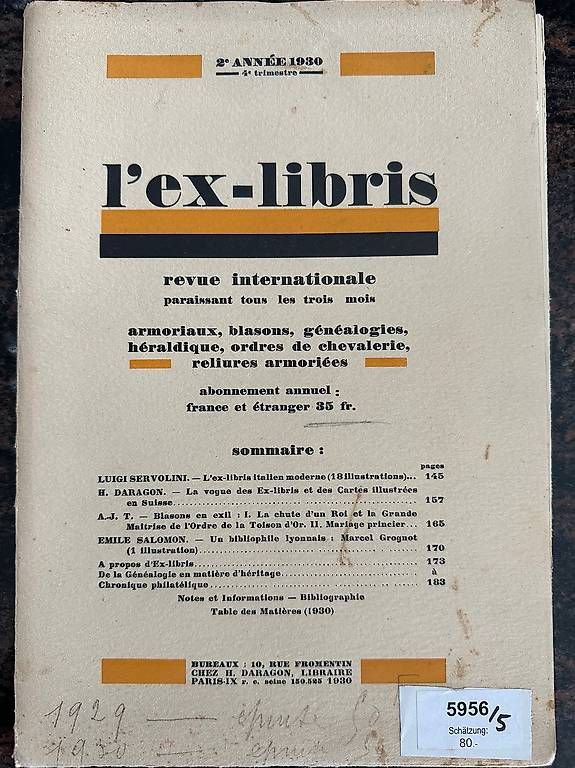 2e ANNÉE 1930
4e trimestre
l'ex-libris
revue internationale
paraissant tous les trois mois
armoriaux, blasons, généalogies,
héraldique, ordres de chevalerie,
reliures armoriées
abonnement annuel :
france et étranger 35 fr.
sommaire :
pages
LUIGI SERVOLINI. — L'ex-libris italien moderne (18 illustrations)... 145
H. DARAGON. — La vogue des Ex-libris et des Cartes illustrées
en Suisse 157
A.-J. T. — Blasons en exil : I. La chute d'un Roi et la Grande
Maîtrise de l'Ordre de la Toison d'Or. II. Mariage princier... 165
EMILE SALOMON. — Un bibliophile lyonnais : Marcel Grognot
(1 illustration) 170
A propos d'Ex-libris 173
De la Généalogie en matière d'héritage à
Chronique philatélique 183
Notes et Informations — Bibliographie
Table des Matières (1930)
BUREAUX : 10, RUE FROMENTIN
CHEZ H. DARAGON, LIBRAIRE
PARIS-IX r. c. seine 150.525 1930
1929 — 50
1930
5956/5
Schätzung:
80.-